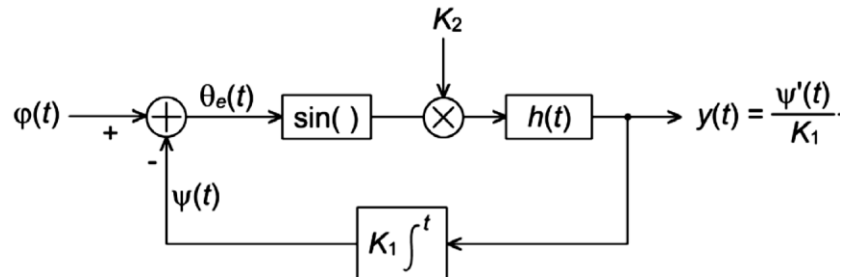 K₂
φ(t)
+
-
θₑ(t)
sin( )
h(t)
y(t) = ψ'(t) / K₁
ψ(t)
K₁ ∫ᵗ